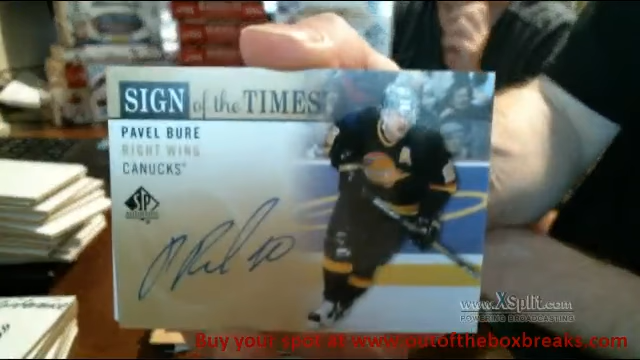 SIGN of the TIMES
PAVEL BURE
RIGHT WING
CANUCKS
SP
www.XSplit.com
POWERING BROADCASTING
Buy your spot at www.outoftheboxbreaks.com!